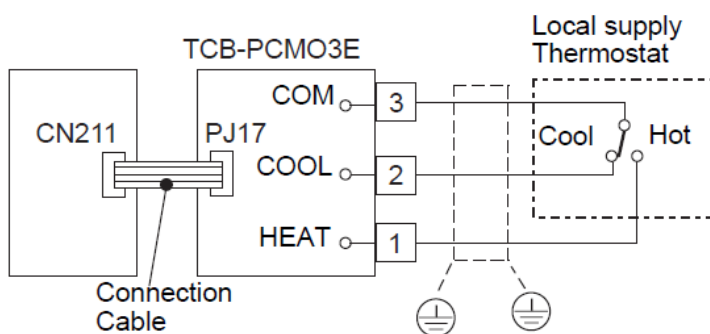 Local supply
Thermostat
TCB-PCMO3E
COM
3
CN211
PJ17
Cool
Hot
COOL
2
HEAT
1
Connection
Cable